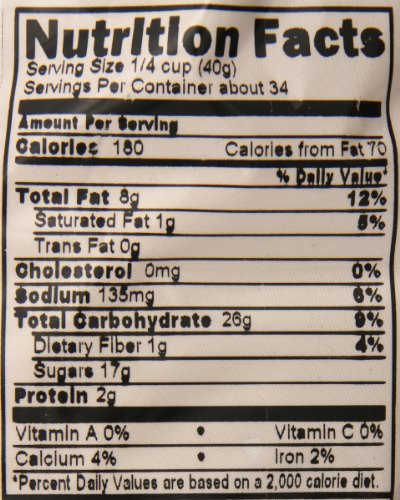 Nutrition Facts
Serving Size 1/4 cup (40g)
Servings Per Container about 34
Amount Per Serving
Calories 180 Calories from Fat 70
% Daily Value*
Total Fat 8g 12%
Saturated Fat 1g 5%
Trans Fat 0g
Cholesterol 0mg 0%
Sodium 135mg 6%
Total Carbohydrate 26g 9%
Dietary Fiber 1g 4%
Sugars 17g
Protein 2g
Vitamin A 0% • Vitamin C 0%
Calcium 4% • Iron 2%
*Percent Daily Values are based on a 2,000 calorie diet.